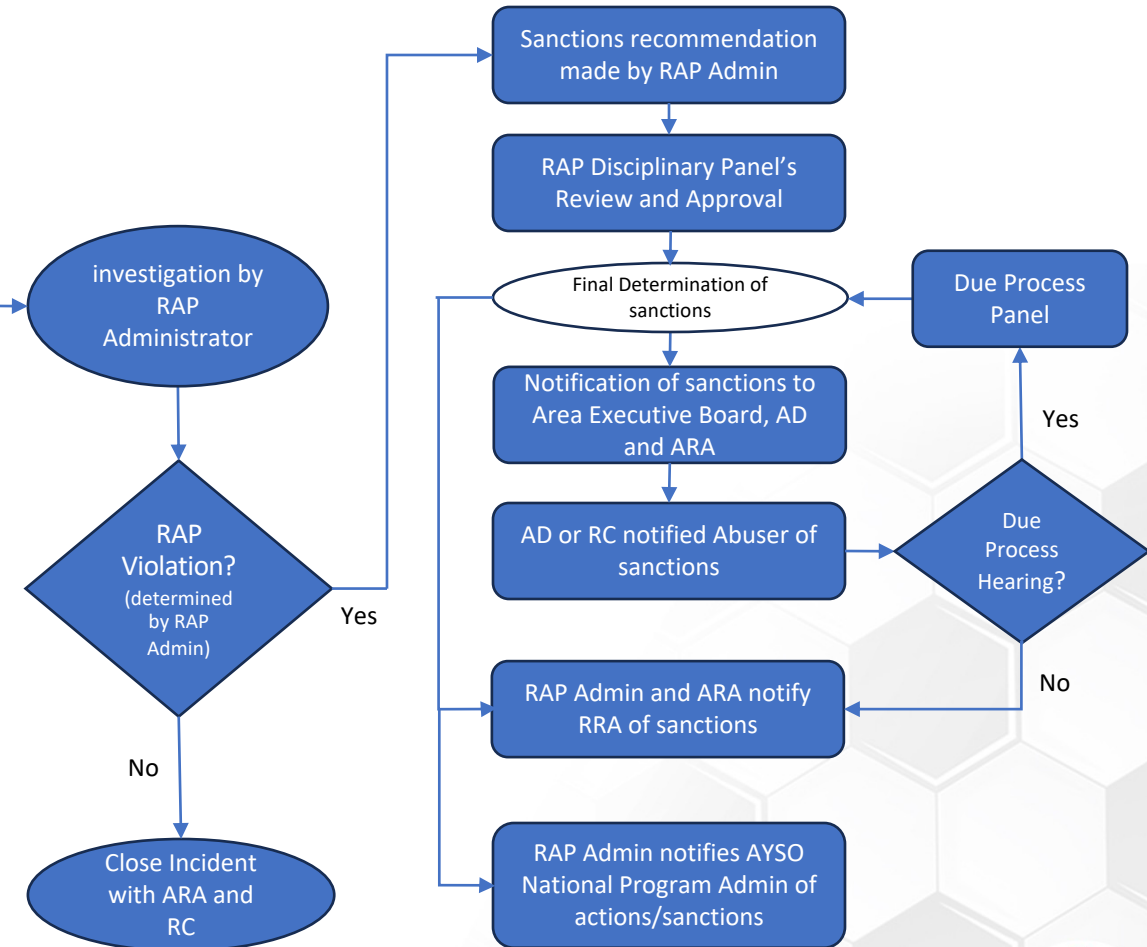 investigation by
RAP
Administrator
RAP
Violation?
(determined
by RAP
Admin)
Yes
No
Close Incident
with ARA and
RC
Sanctions recommendation
made by RAP Admin
RAP Disciplinary Panel’s
Review and Approval
Final Determination of
sanctions
Notification of sanctions to
Area Executive Board, AD
and ARA
AD or RC notified Abuser of
sanctions
Due
Process
Hearing?
Yes
Due Process
Panel
No
RAP Admin and ARA notify
RRA of sanctions
RAP Admin notifies AYSO
National Program Admin of
actions/sanctions